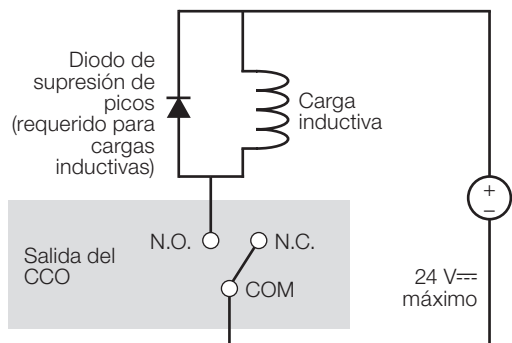 Diodo de
supresión de
picos
(requerido para
cargas
inductivas)
Carga
inductiva
+
−
Salida del
CCO
N.O.
N.C.
COM
24 V⎓
máximo